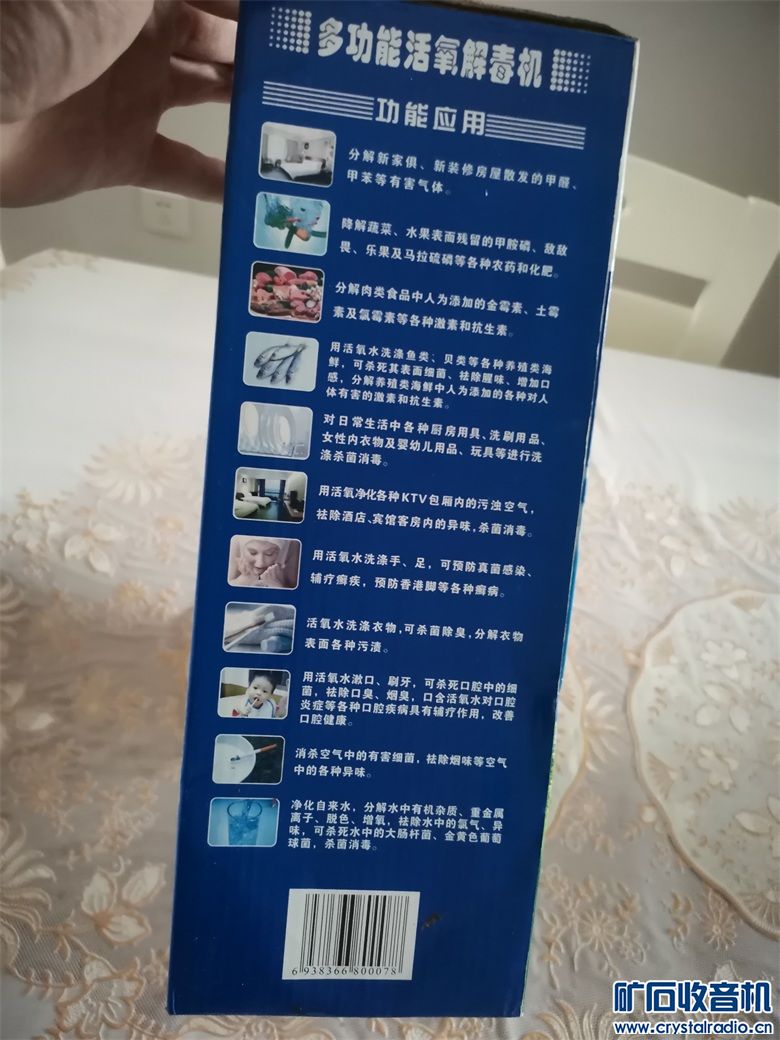 多功能活氧解毒机
功能应用
分解新家俱、新装修房屋散发的甲醛、
甲苯等有害气体。
降解蔬菜、水果表面残留的甲胺磷、敌敌
畏、乐果及马拉硫磷等各种农药和化肥。
分解肉类食品中人为添加的金霉素、土霉
素及氯霉素等各种激素和抗生素。
用活氧水洗涤鱼类、贝类等各种养殖类海
鲜，可杀死其表面细菌、祛除腥味、增加口
感，分解养殖类海鲜中人为添加的各种对人
体有害的激素和抗生素。
对日常生活中各种厨房用具、洗刷用品、
女性内衣物及婴幼儿用品、玩具等进行洗
涤杀菌消毒。
用活氧净化各种KTV包厢内的污浊空气，
祛除酒店、宾馆客房内的异味，杀菌消毒。
用活氧水洗涤手、足，可预防真菌感染、
辅疗癣疾，预防香港脚等各种癣病。
活氧水洗涤衣物，可杀菌除臭，分解衣物
表面各种污渍。
用活氧水漱口、刷牙，可杀死口腔中的细
菌，祛除口臭、烟臭，口含活氧水对口腔
炎症等各种口腔疾病具有辅疗作用，改善
口腔健康。
消杀空气中的有害细菌，祛除烟味等空气
中的各种异味。
净化自来水，分解水中有机杂质、重金属
离子、脱色、增氧，祛除水中的氯气、异
味，可杀死水中的大肠杆菌、金黄色葡萄
球菌，杀菌消毒。
6 938366 800078
矿石收音机
www.crystalradio.cn